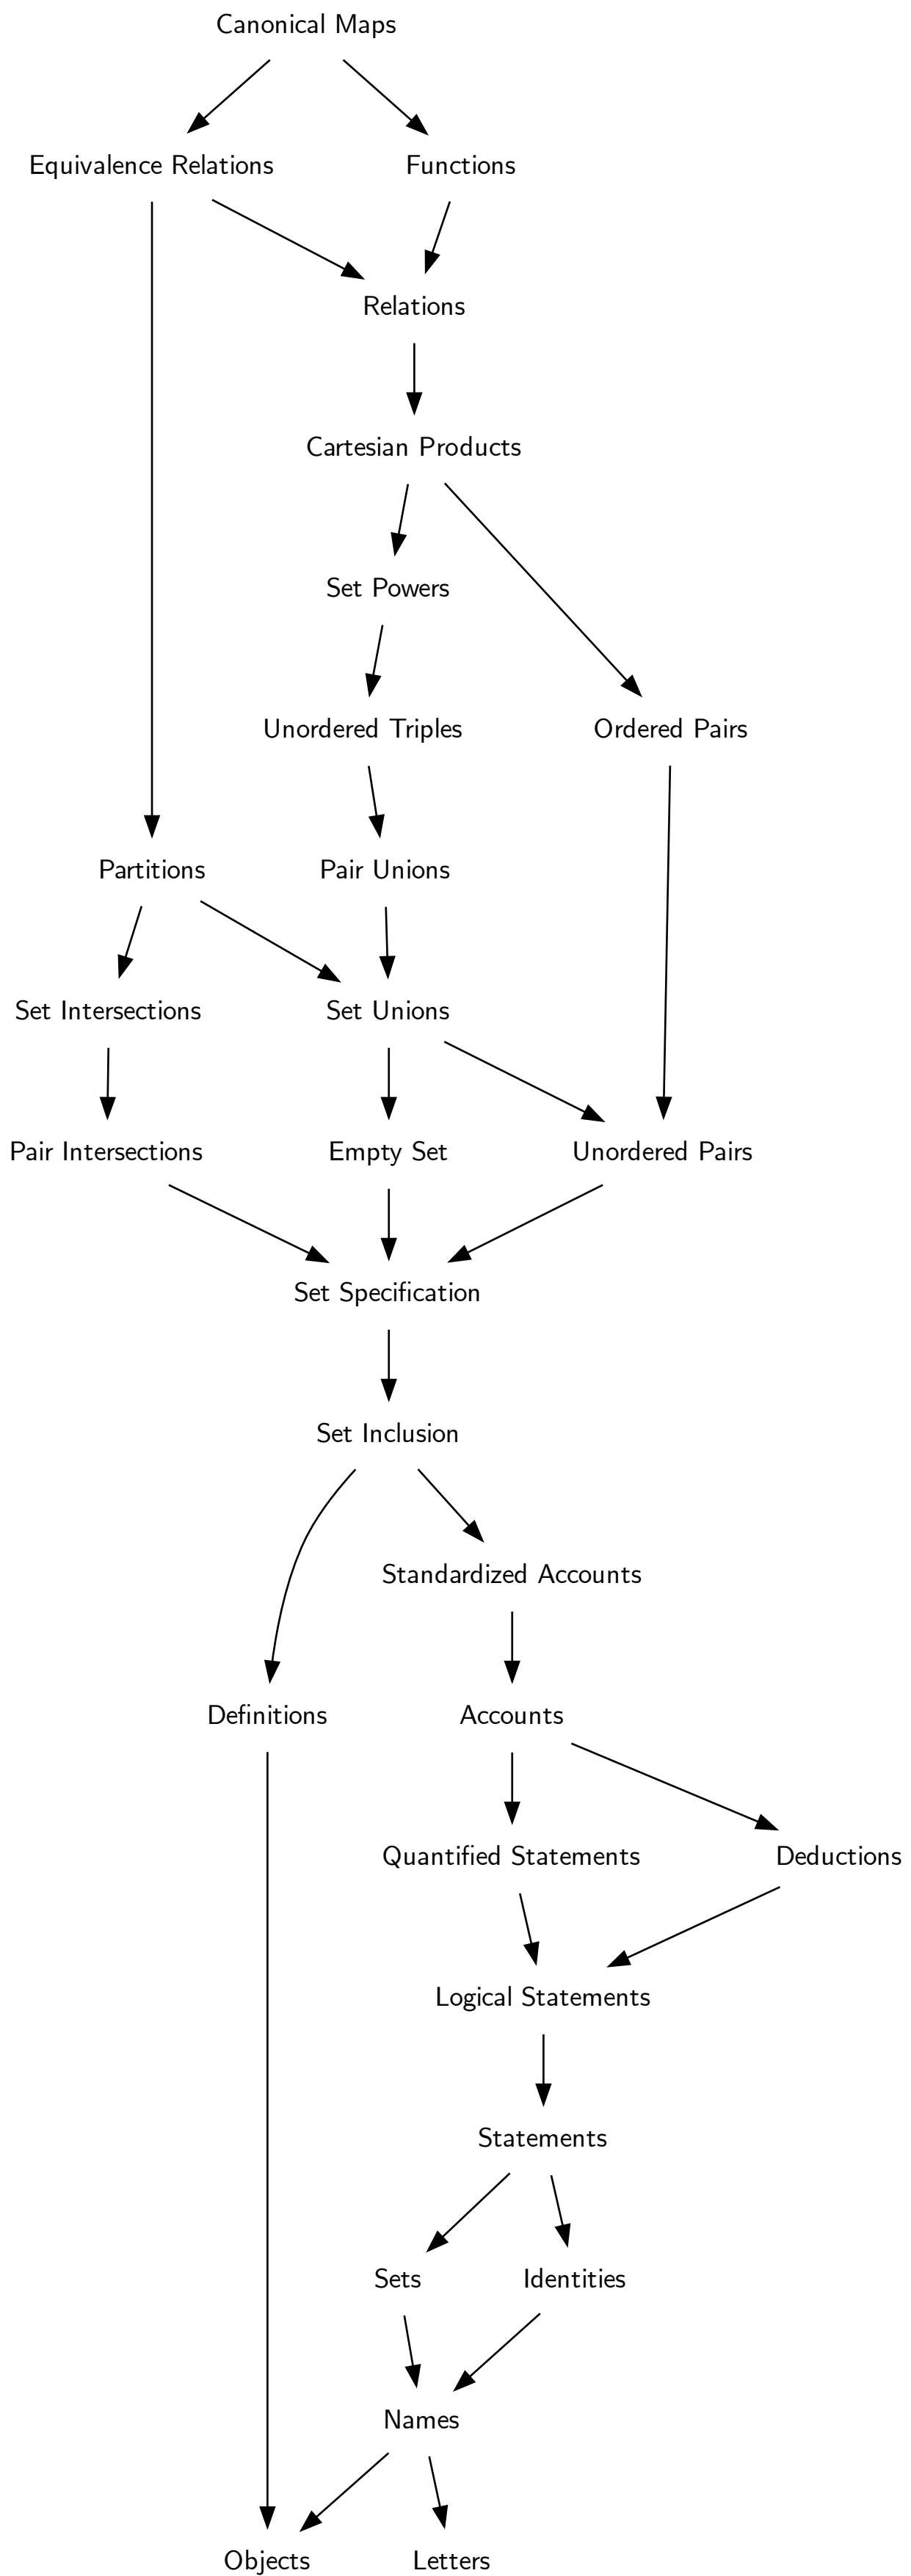 Canonical Maps
Equivalence Relations
Functions
Relations
Cartesian Products
Set Powers
Unordered Triples
Ordered Pairs
Partitions
Pair Unions
Set Intersections
Set Unions
Pair Intersections
Empty Set
Unordered Pairs
Set Specification
Set Inclusion
Standardized Accounts
Definitions
Accounts
Quantified Statements
Deductions
Logical Statements
Statements
Sets
Identities
Names
Objects
Letters